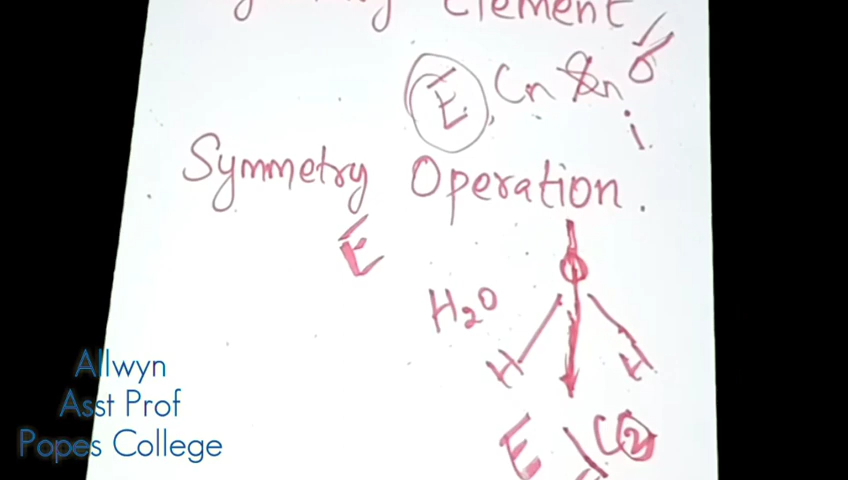 Element
E Cn Sn σ
i
Symmetry Operation.
E
H2O
O
H H
E C2
Allwyn
Asst Prof
Popes College